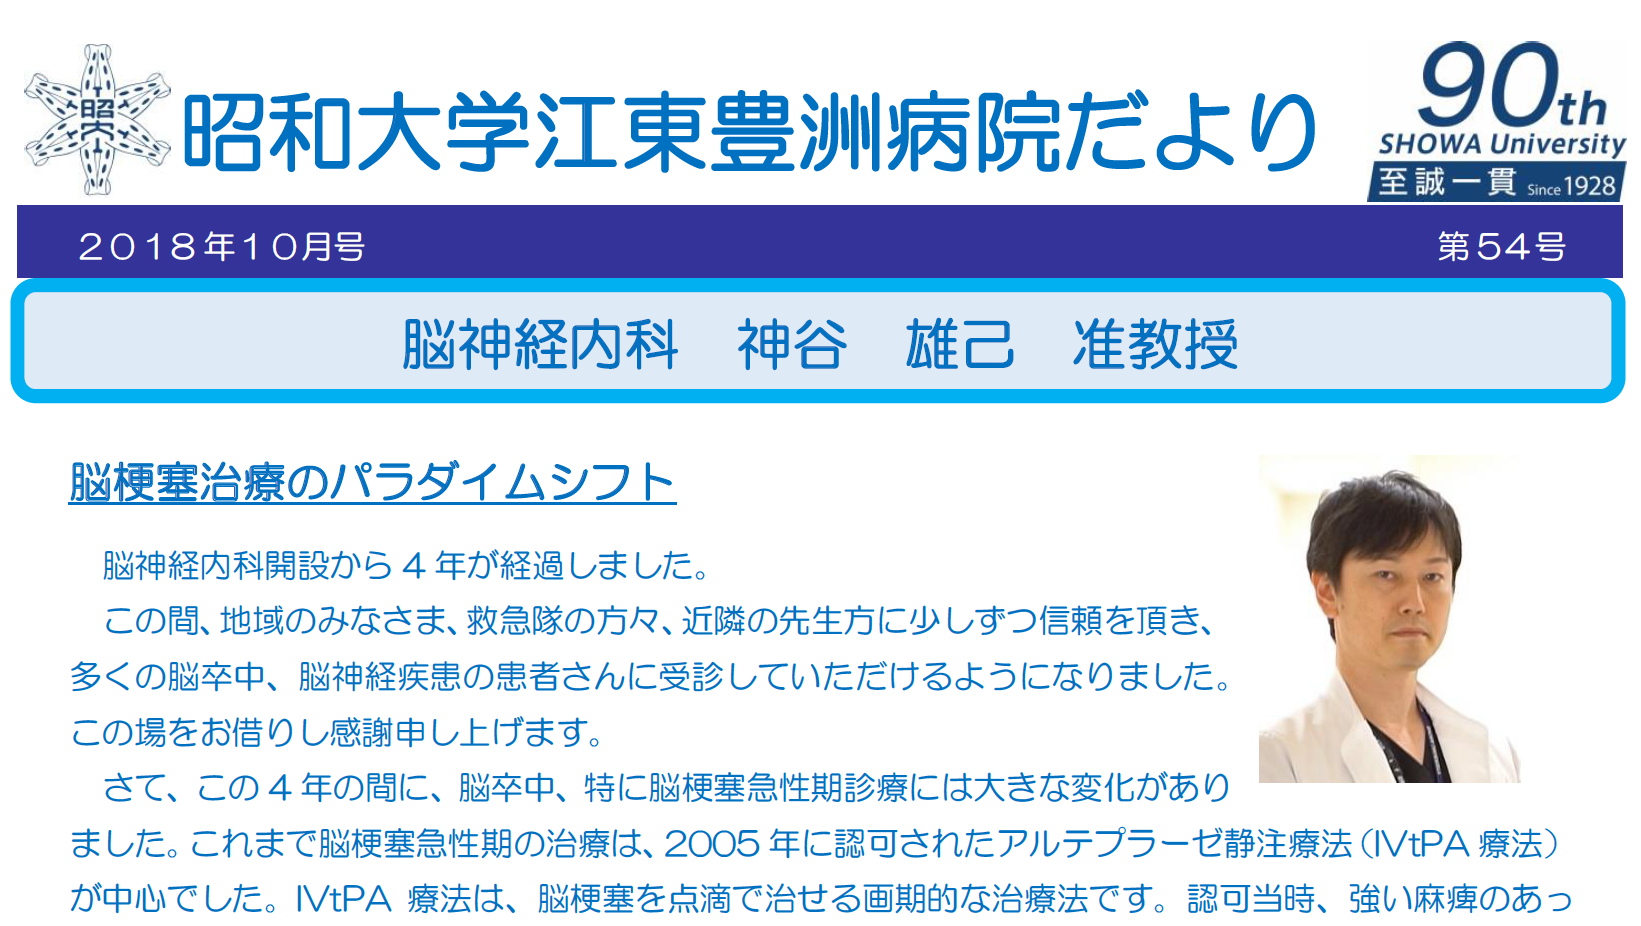 昭和大学江東豊洲病院だより
90th
SHOWA University
至誠一貫 Since 1928
2018年10月号 第54号
脳神経内科 神谷 雄己 准教授
脳梗塞治療のパラダイムシフト
脳神経内科開設から4年が経過しました。
この間、地域のみなさま、救急隊の方々、近隣の先生方に少しずつ信頼を頂き、
多くの脳卒中、脳神経疾患の患者さんに受診していただけるようになりました。
この場をお借りし感謝申し上げます。
さて、この4年の間に、脳卒中、特に脳梗塞急性期診療には大きな変化があり
ました。これまで脳梗塞急性期の治療は、2005年に認可されたアルテプラーゼ静注療法（IVtPA療法）
が中心でした。IVtPA 療法は、脳梗塞を点滴で治せる画期的な治療法です。認可当時、強い麻痺のあっ